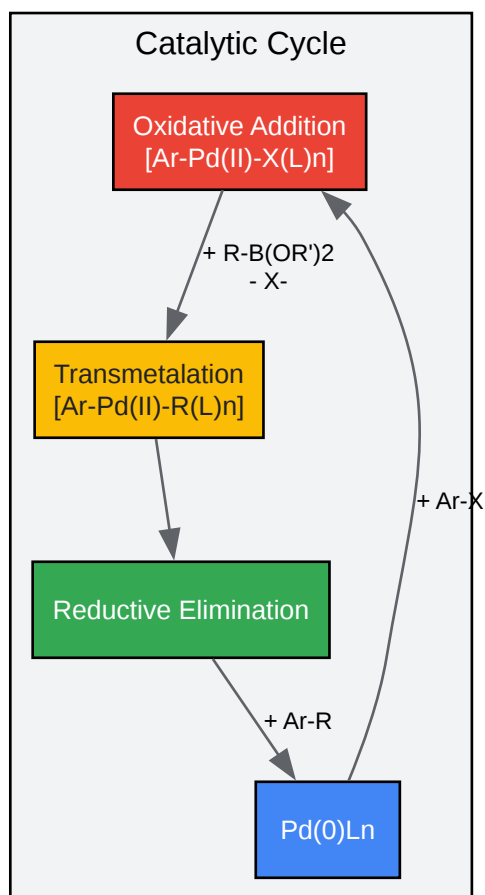 Catalytic Cycle
Oxidative Addition
[Ar-Pd(II)-X(L)n]
+ R-B(OR')2
- X-
Transmetalation
[Ar-Pd(II)-R(L)n]
+ Ar-X
Reductive Elimination
+ Ar-R
Pd(0)Ln